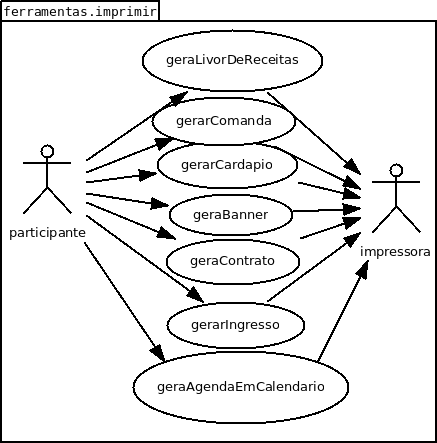 ferramentas.imprimir
geraLivorDeReceitas
gerarComanda
gerarCardapio
geraBanner
participante
impressora
geraContrato
gerarIngresso
geraAgendaEmCalendario